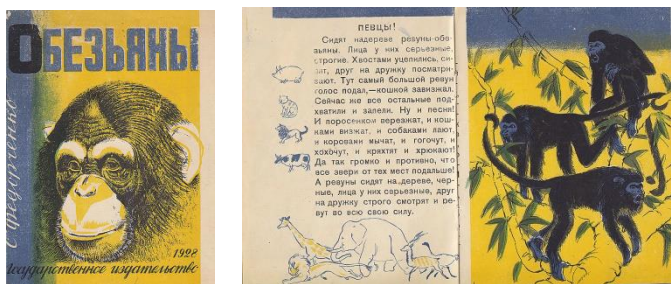 ОБЕЗЬЯНЫ
С. Федорченко
1928
Государственное издательство
ПЕВЦЫ!
Сидят надереве ревуны-обе-
зьяны. Лица у них серьезные,
строгие. Хвостами уцепились, си-
дят, друг на дружку посматри-
вают. Тут самый большой ревун
голос подал,—кошкой завизжал.
Сейчас же все остальные под-
хватили и запели. Ну и песня!
И поросенком верезжат, и кош-
ками визжат, и собаками лают,
и коровами мычат, и гогочут, и
хохочут, и кряхтят и хрюкают!
Да так громко и противно, что
все звери от тех мест подальше!
А ревуны сидят на дереве, чер-
ные, лица у них серьезные, друг
на дружку строго смотрят и ре-
вут во всю свою силу.